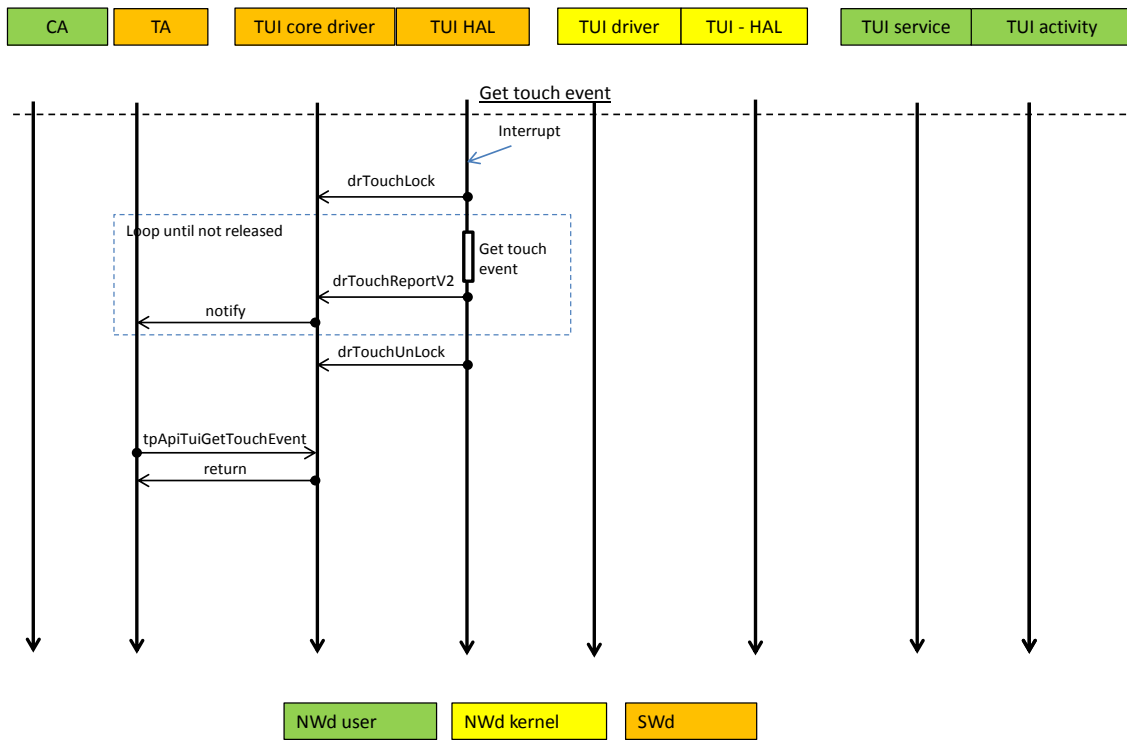 CA
TA
TUI core driver
TUI HAL
TUI driver
TUI - HAL
TUI service
TUI activity
Get touch event
Interrupt
drTouchLock
Loop until not released
Get touch
event
drTouchReportV2
notify
drTouchUnLock
tpApiTuiGetTouchEvent
return
NWd user
NWd kernel
SWd